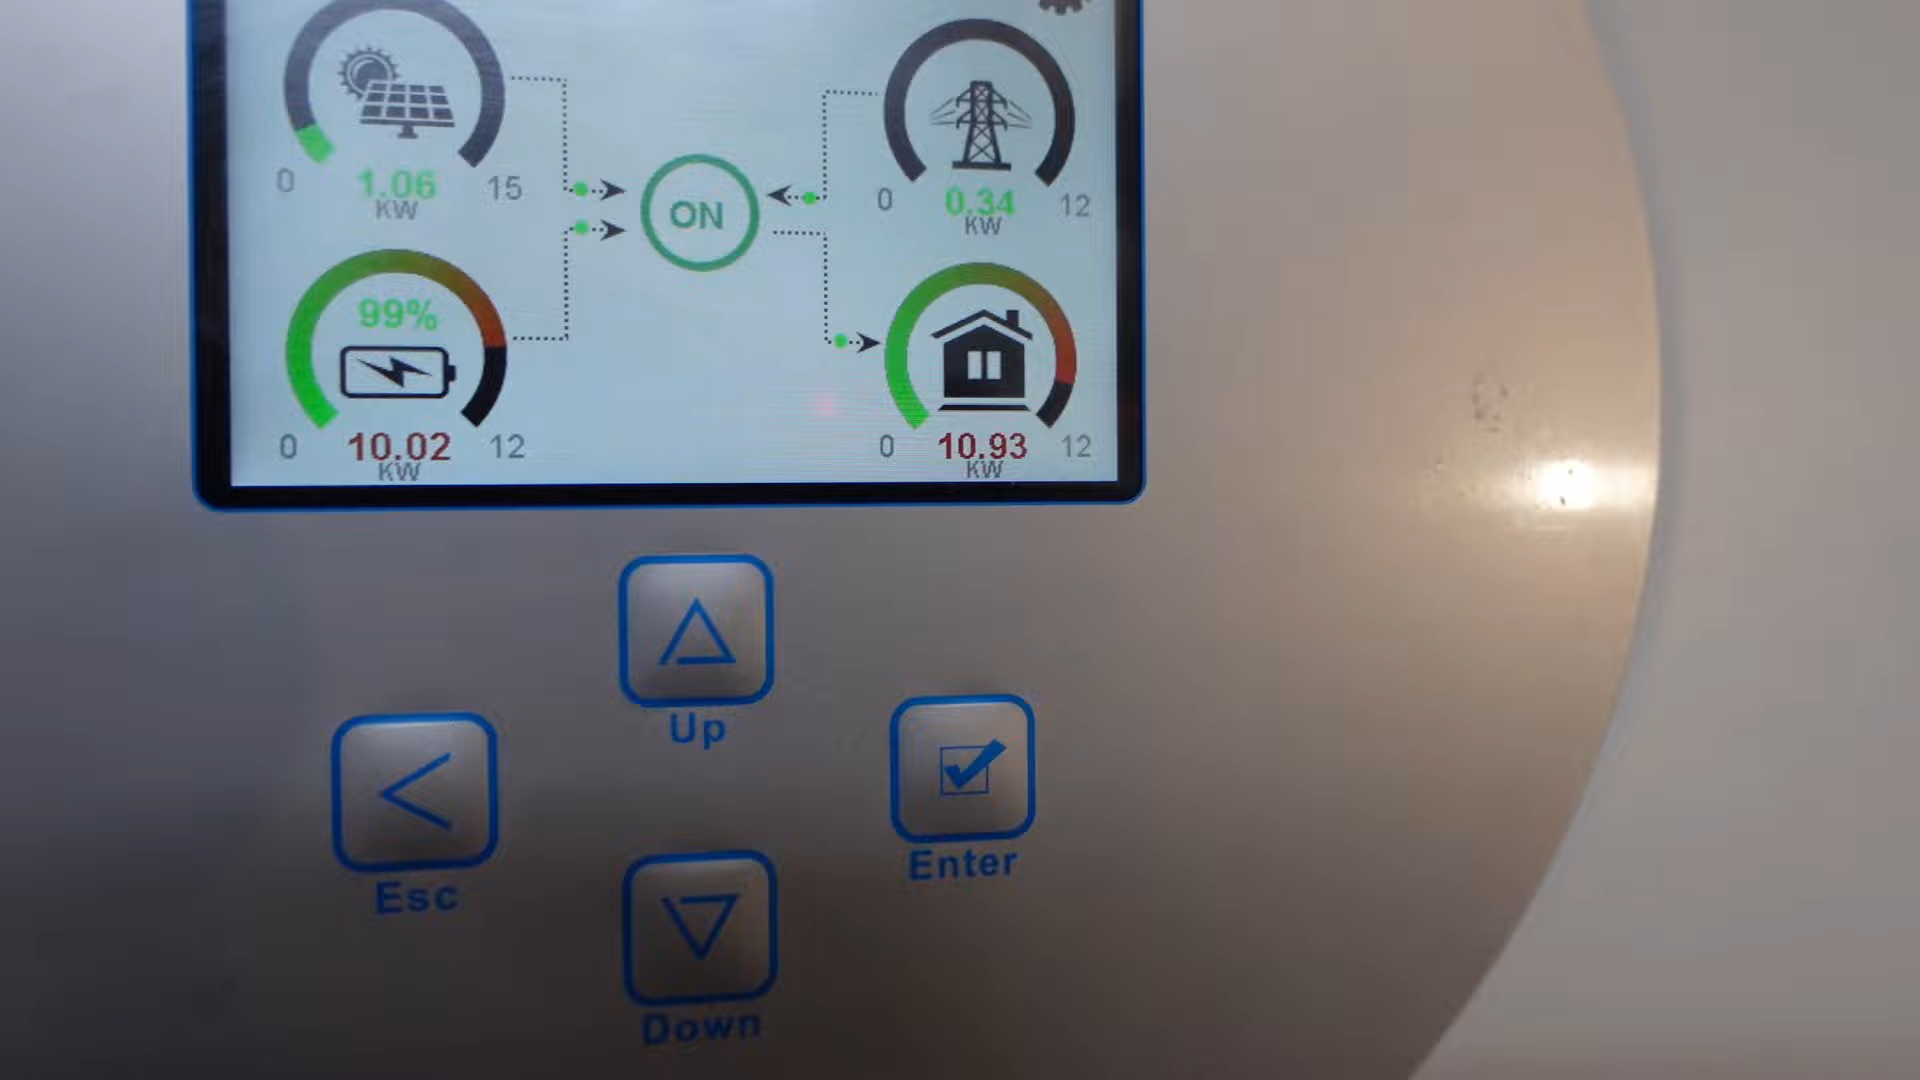 0 1.06 15
KW
ON
0 0.34 12
KW
99%
0 10.02 12
KW
0 10.93 12
KW
Up
Esc
Enter
Down